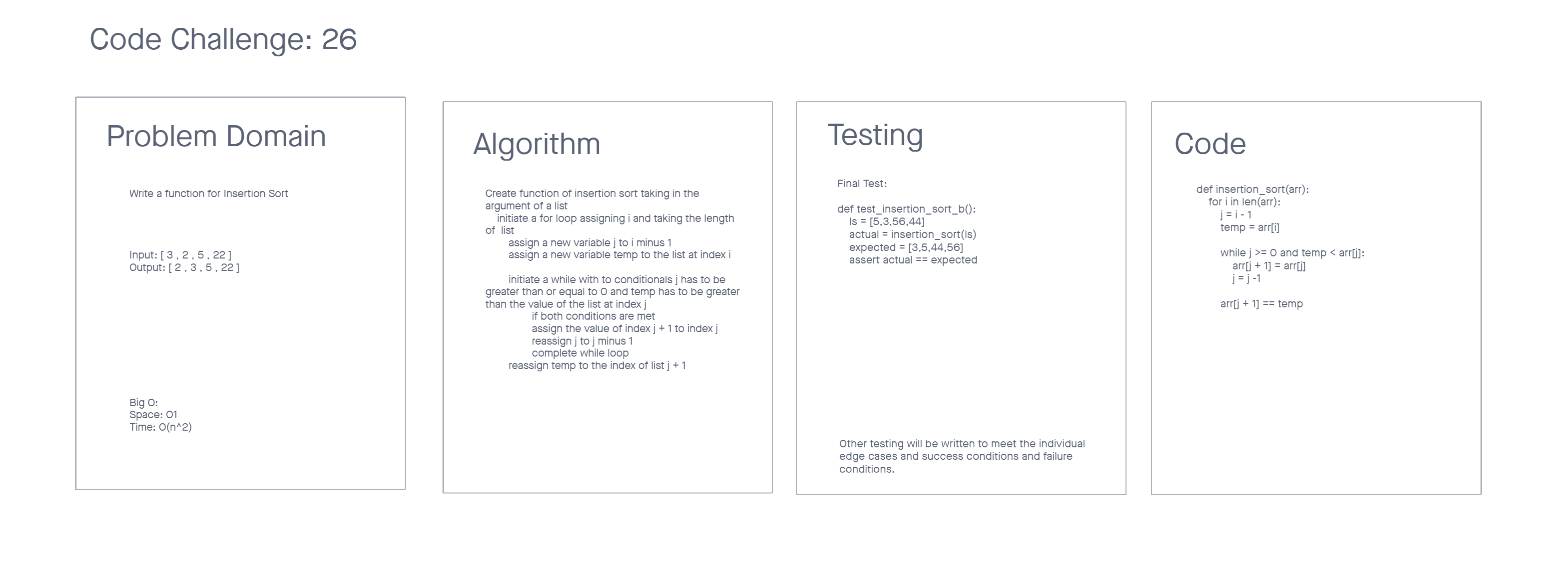 Code Challenge: 26
Problem Domain
Write a function for Insertion Sort
Input: [ 3 , 2 , 5 , 22 ]
Output: [ 2 , 3 , 5 , 22 ]
Big O:
Space: O1
Time: O(n^2)
Algorithm
Create function of insertion sort taking in the
argument of a list
initiate a for loop assigning i and taking the length
of  list
assign a new variable j to i minus 1
assign a new variable temp to the list at index i
initiate a while with to conditionals j has to be
greater than or equal to 0 and temp has to be greater
than the value of the list at index j
if both conditions are met
assign the value of index j + 1 to index j
reassign j to j minus 1
complete while loop
reassign temp to the index of list j + 1
Testing
Final Test:
def test_insertion_sort_b():
ls = [5,3,56,44]
actual = insertion_sort(ls)
expected = [3,5,44,56]
assert actual == expected
Other testing will be written to meet the individual
edge cases and success conditions and failure
conditions.
Code
def insertion_sort(arr):
for i in len(arr):
j = i - 1
temp = arr[i]
while j >= 0 and temp < arr[j]:
arr[j + 1] = arr[j]
j = j -1
arr[j + 1] == temp